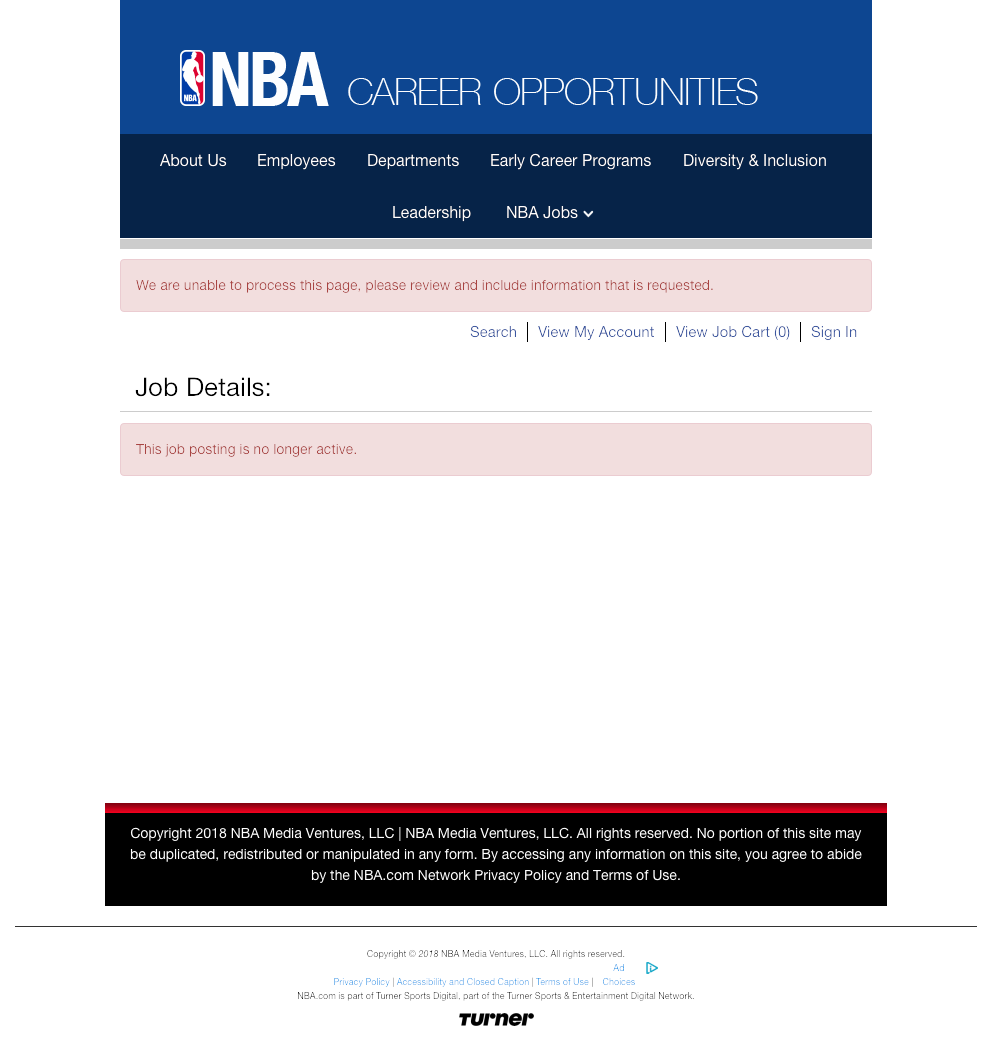 NBA NBA CAREER OPPORTUNITIES
About Us Employees Departments Early Career Programs Diversity & Inclusion
Leadership NBA Jobs
We are unable to process this page, please review and include information that is requested.
Search View My Account View Job Cart (0) Sign In
Job Details:
This job posting is no longer active.
Copyright 2018 NBA Media Ventures, LLC | NBA Media Ventures, LLC. All rights reserved. No portion of this site may
be duplicated, redistributed or manipulated in any form. By accessing any information on this site, you agree to abide
by the NBA.com Network Privacy Policy and Terms of Use.
Copyright © 2018 NBA Media Ventures, LLC. All rights reserved.
Ad
Privacy Policy | Accessibility and Closed Caption | Terms of Use | Choices
NBA.com is part of Turner Sports Digital, part of the Turner Sports & Entertainment Digital Network.
turner